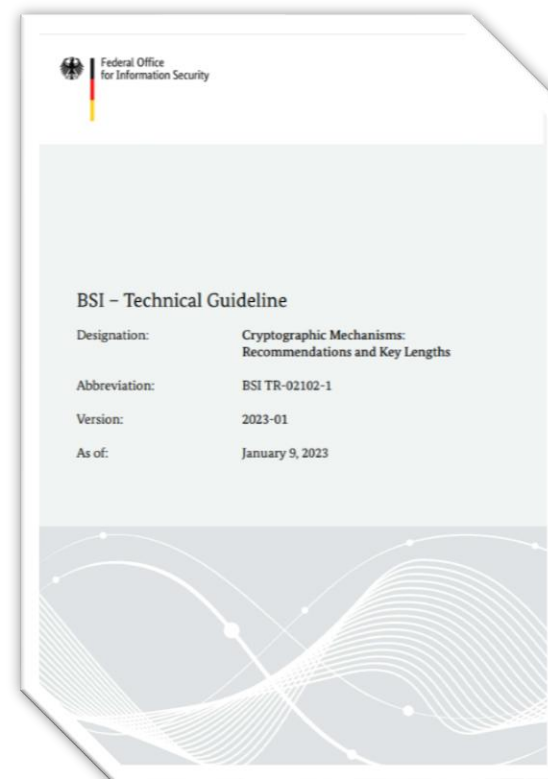 Federal Office
for Information Security
BSI – Technical Guideline
Designation: Cryptographic Mechanisms:
Recommendations and Key Lengths
Abbreviation: BSI TR-02102-1
Version: 2023-01
As of: January 9, 2023